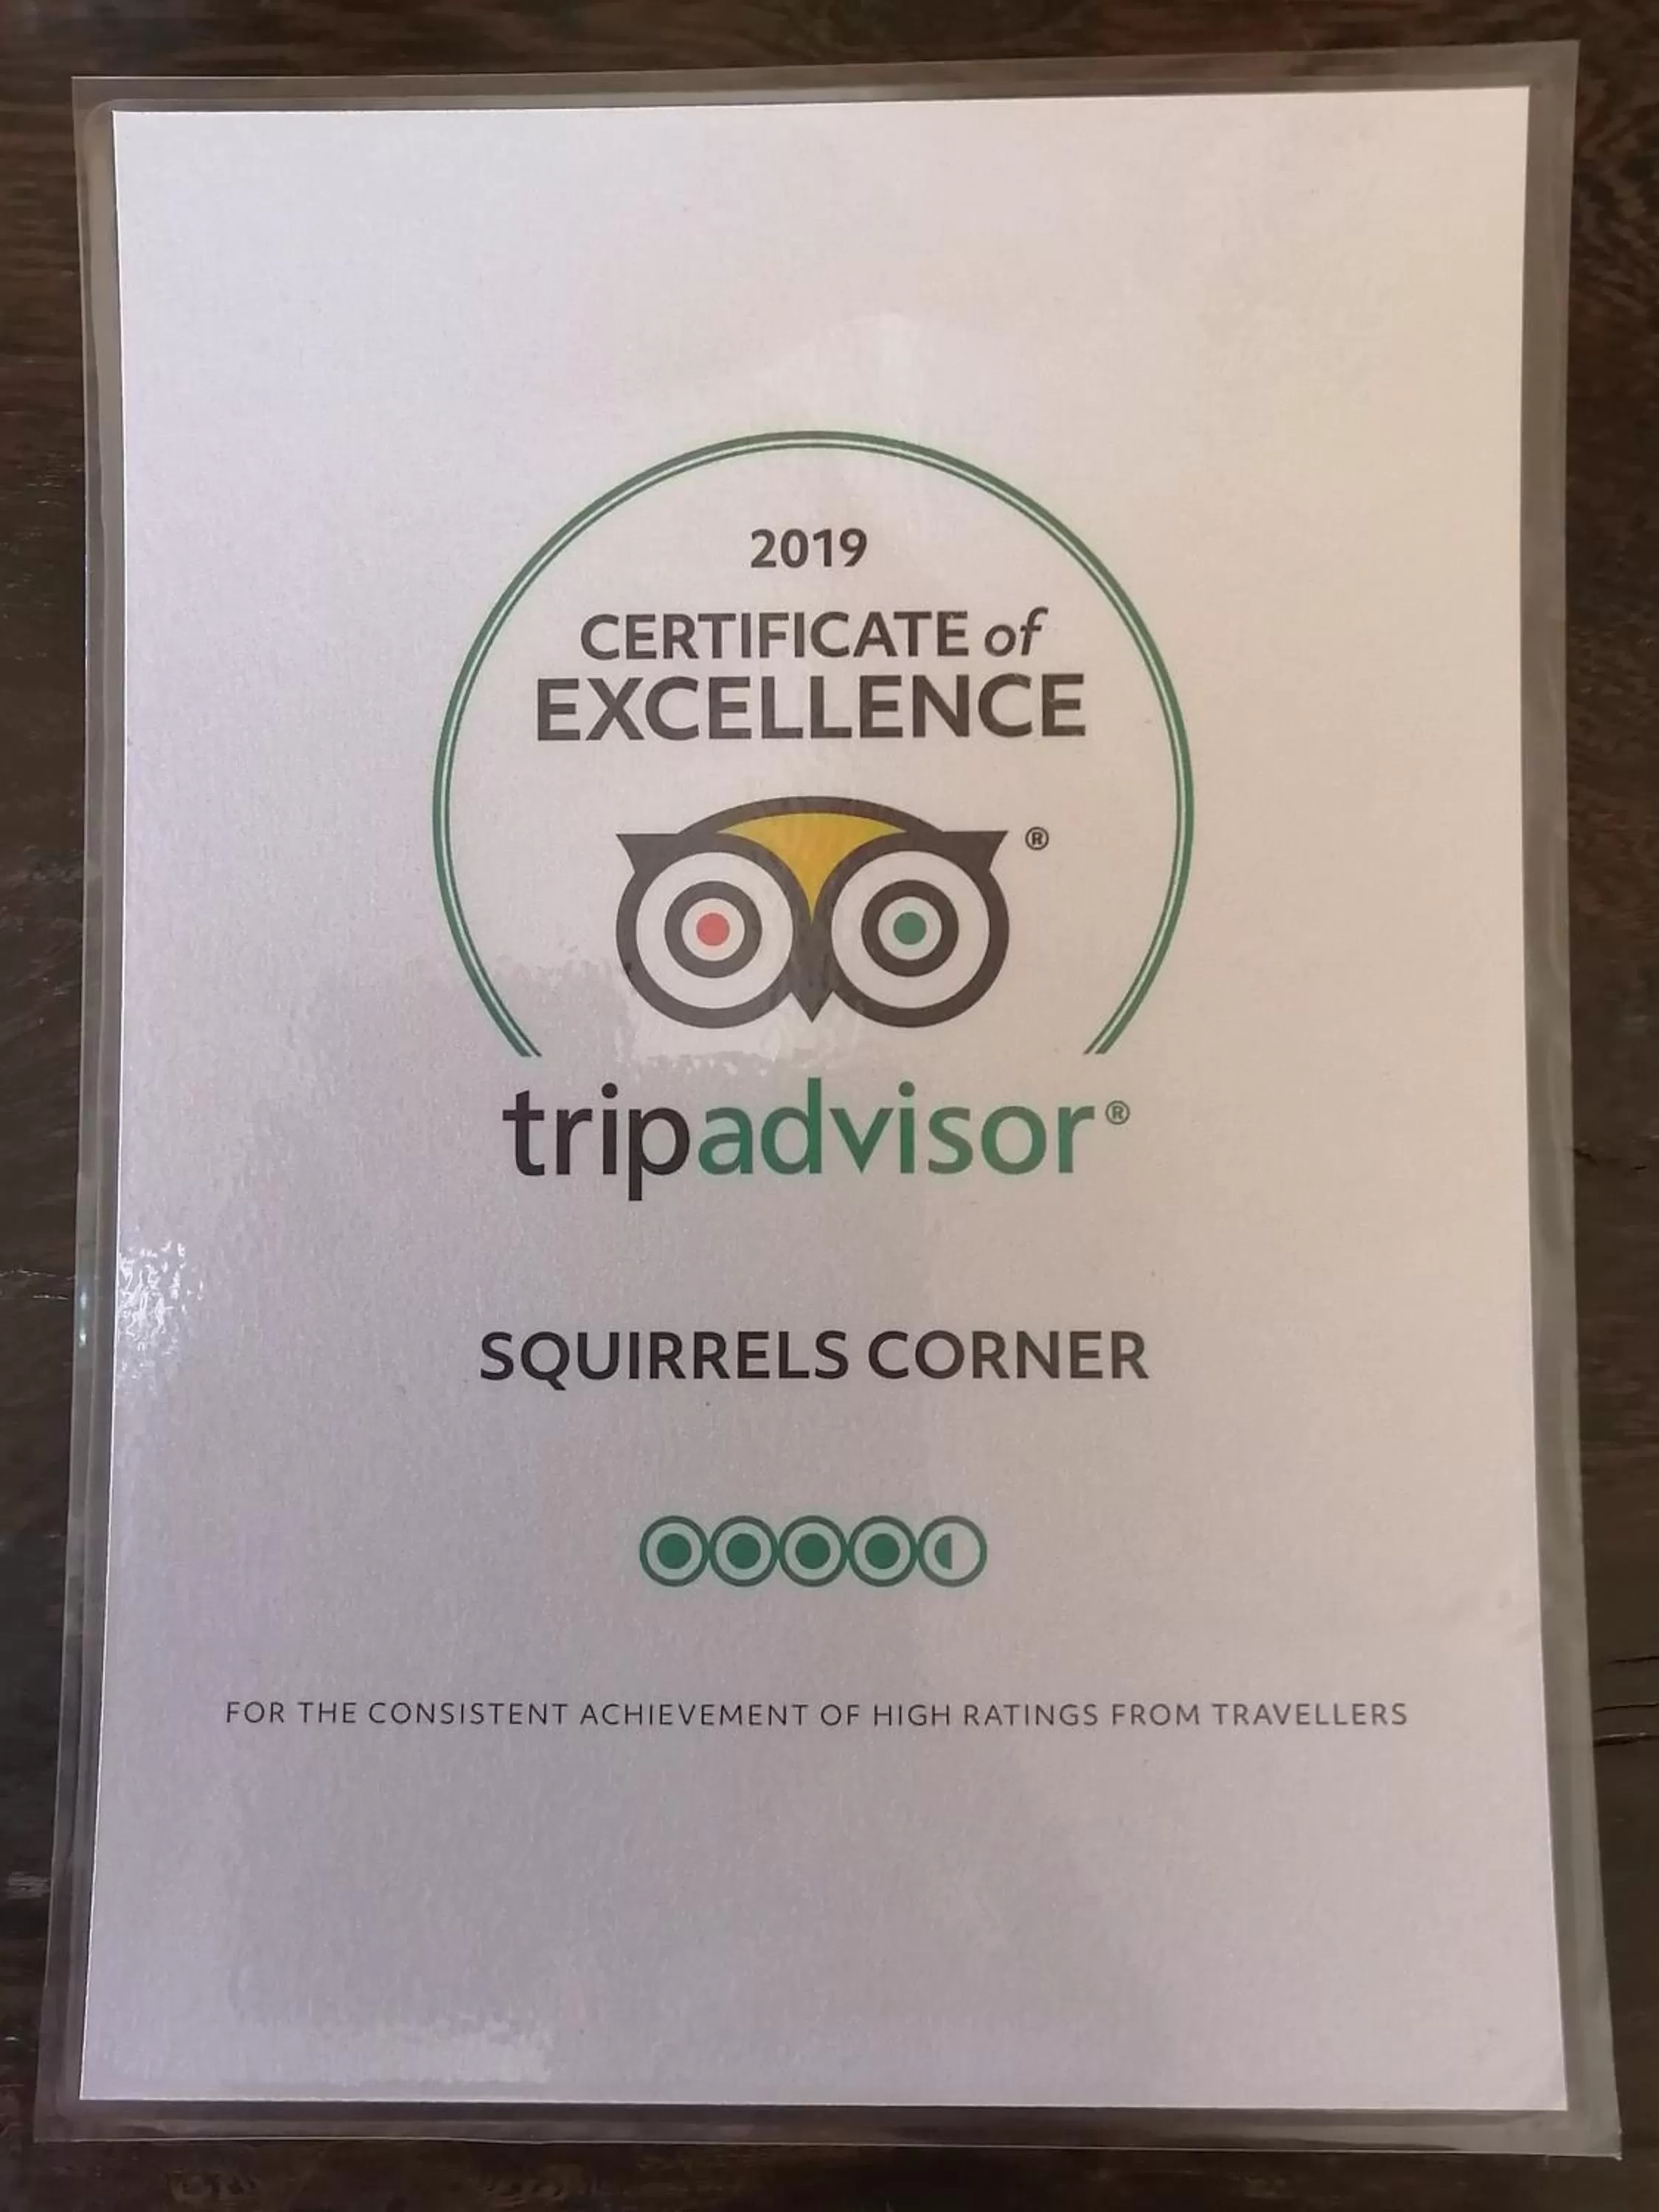 2019
CERTIFICATE of
EXCELLENCE
®
tripadvisor®
SQUIRRELS CORNER
FOR THE CONSISTENT ACHIEVEMENT OF HIGH RATINGS FROM TRAVELLERS